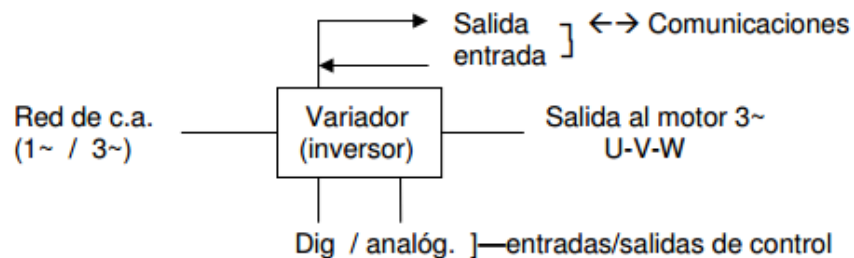 Salida ←→ Comunicaciones
entrada
Red de c.a.
(1~ / 3~)
Variador
(inversor)
Salida al motor 3~
U-V-W
Dig / analóg. ]—entradas/salidas de control